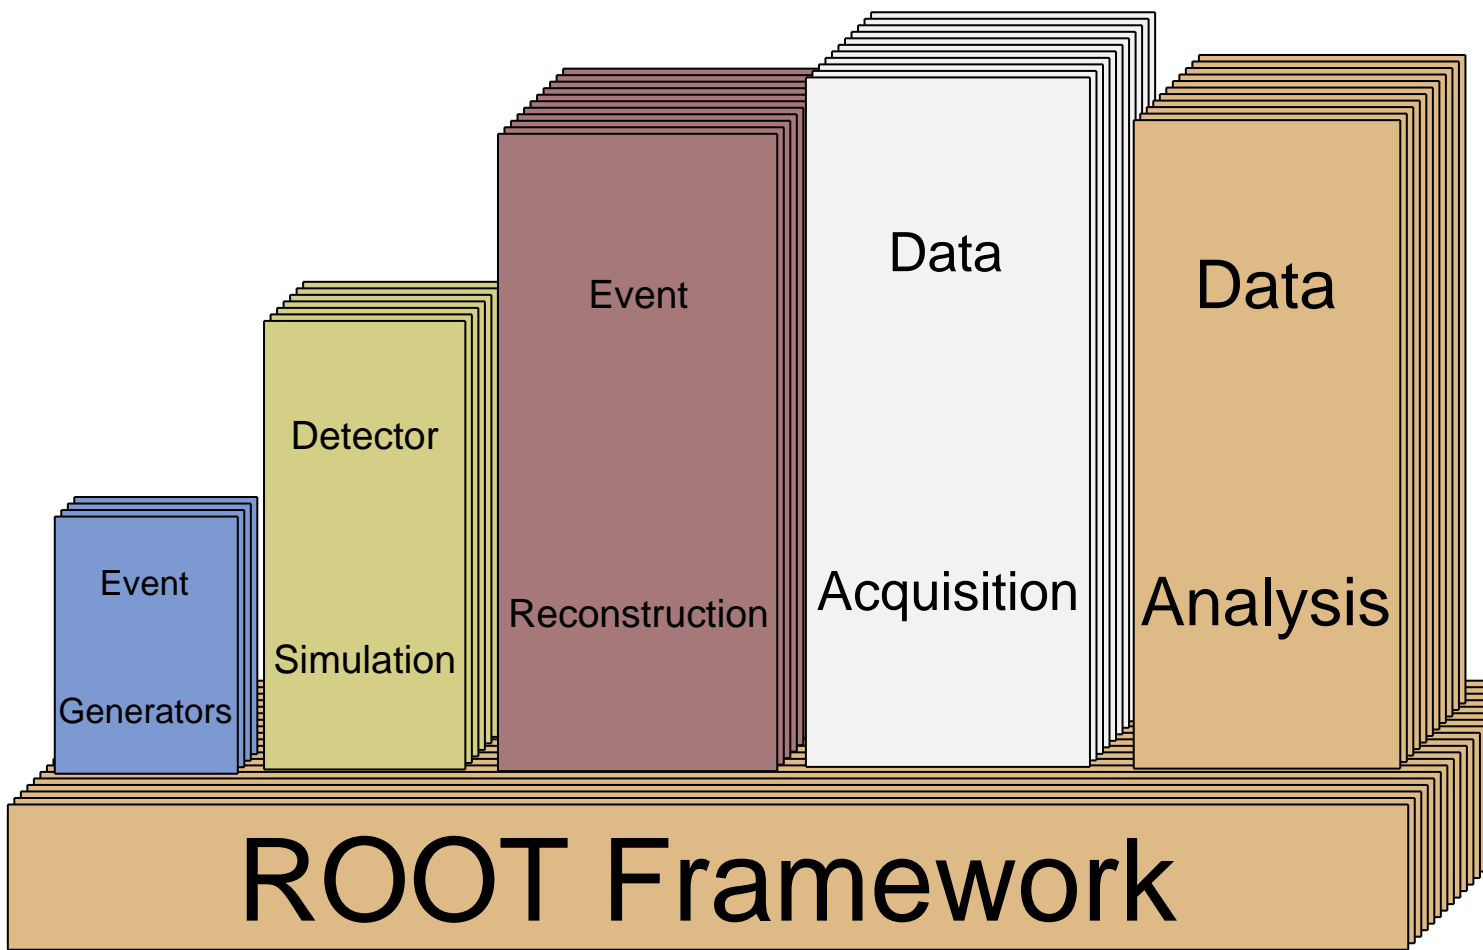 Event
Generators
Detector
Simulation
Event
Reconstruction
Data
Acquisition
Data
Analysis
ROOT Framework